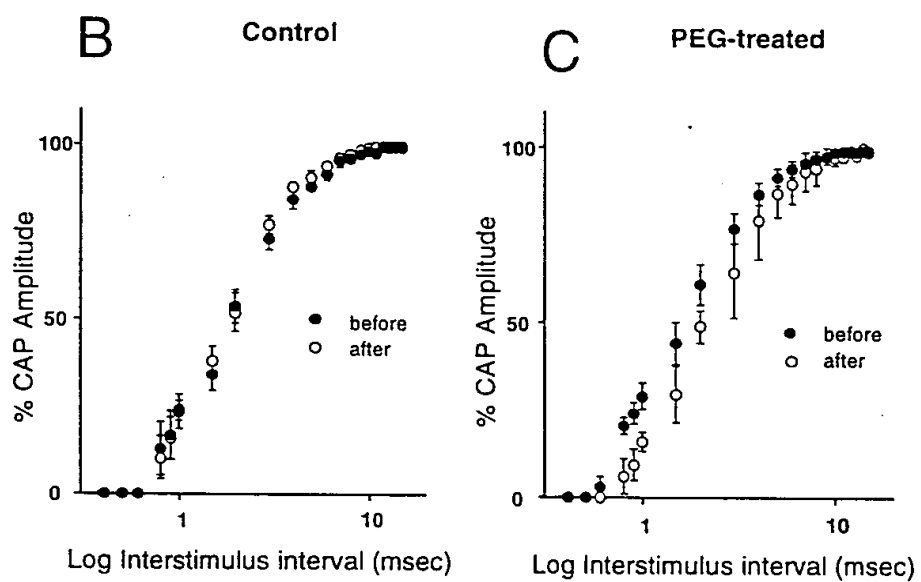 B
Control
% CAP Amplitude
100
50
0
before
after
1
10
Log Interstimulus interval (msec)
C
PEG-treated
% CAP Amplitude
100
50
0
before
after
1
10
Log Interstimulus interval (msec)